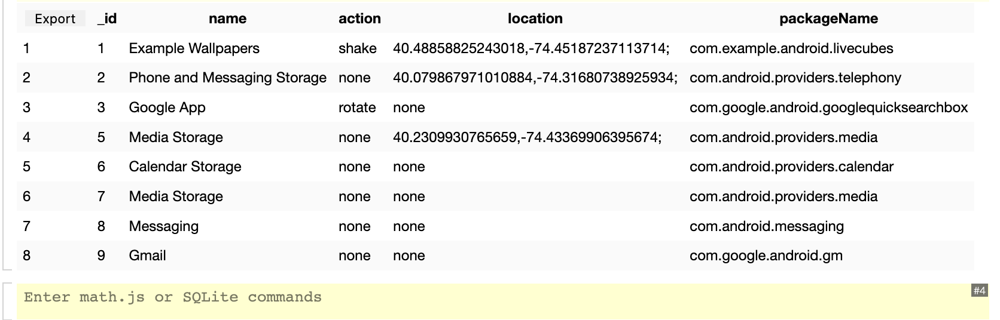 Export _id name action location packageName
1 1 Example Wallpapers shake 40.48858825243018,-74.45187237113714; com.example.android.livecubes
2 2 Phone and Messaging Storage none 40.079867971010884,-74.31680738925934; com.android.providers.telephony
3 3 Google App rotate none com.google.android.googlequicksearchbox
4 5 Media Storage none 40.2309930765659,-74.43369906395674; com.android.providers.media
5 6 Calendar Storage none none com.android.providers.calendar
6 7 Media Storage none none com.android.providers.media
7 8 Messaging none none com.android.messaging
8 9 Gmail none none com.google.android.gm
Enter math.js or SQLite commands #4